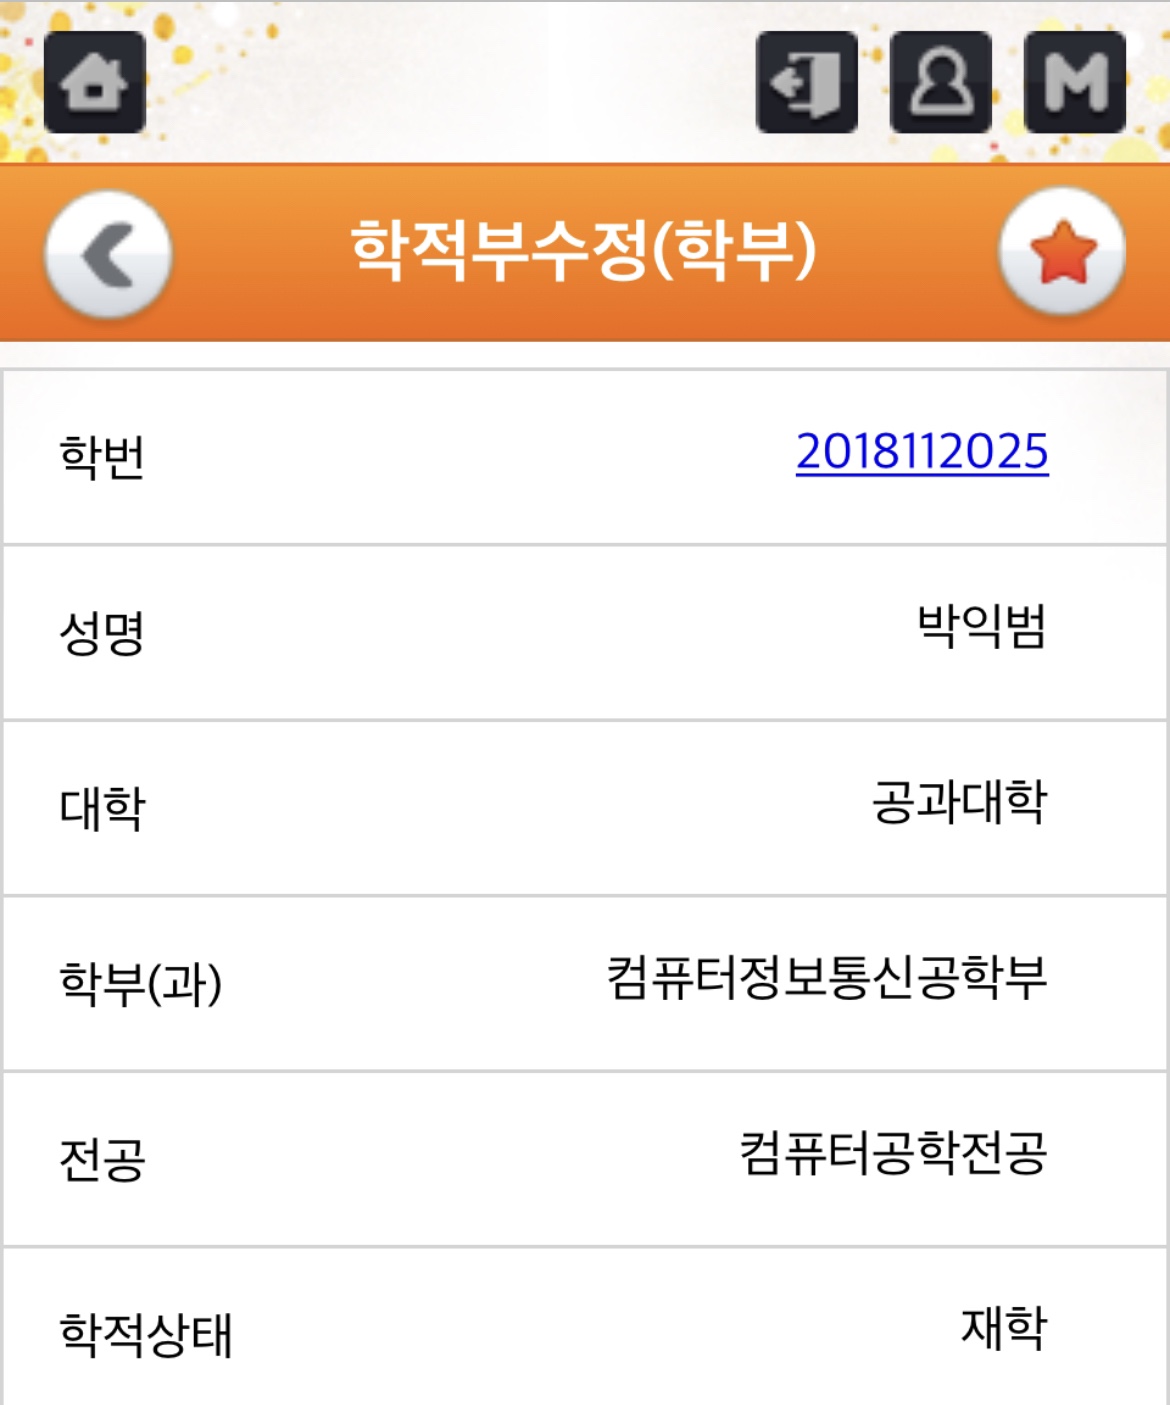 M
학적부수정(학부)
학번 2018112025
성명 박익범
대학 공과대학
학부(과) 컴퓨터정보통신공학부
전공 컴퓨터공학전공
학적상태 재학